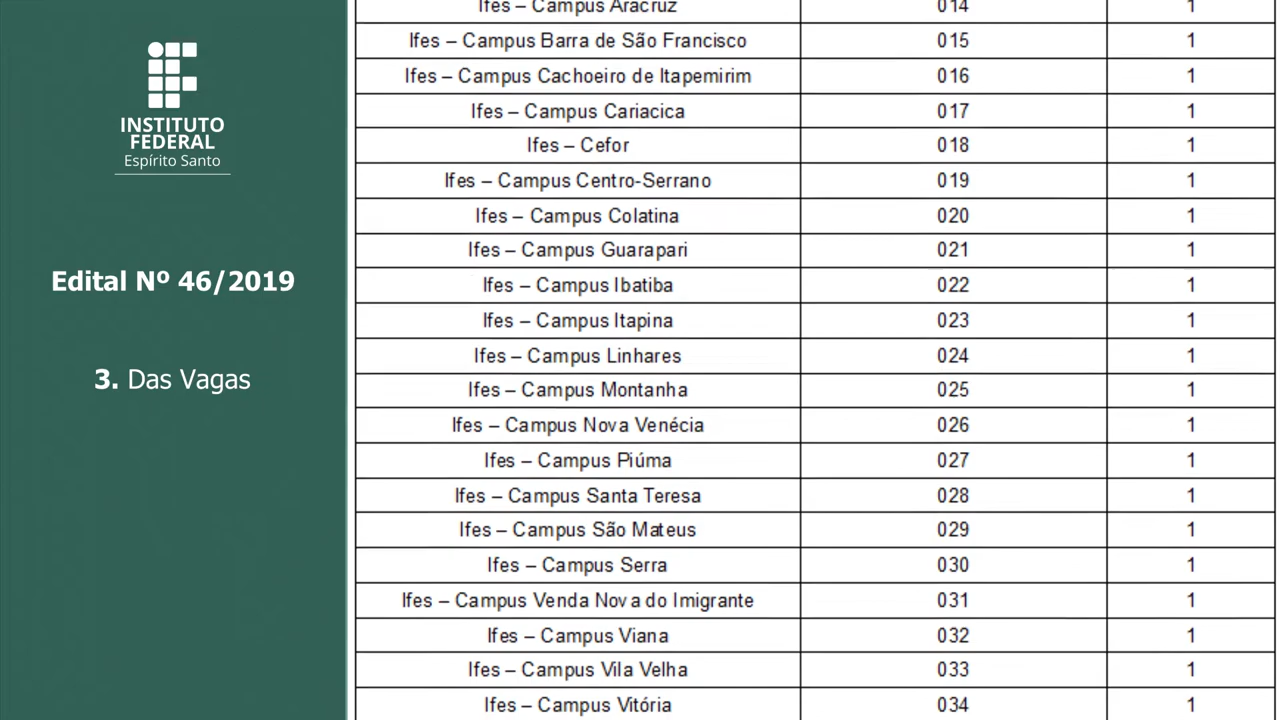 INSTITUTO
FEDERAL
Espírito Santo
Edital Nº 46/2019
3. Das Vagas
Ifes – Campus Aracruz 014 1
Ifes – Campus Barra de São Francisco 015 1
Ifes – Campus Cachoeiro de Itapemirim 016 1
Ifes – Campus Cariacica 017 1
Ifes – Cefor 018 1
Ifes – Campus Centro-Serrano 019 1
Ifes – Campus Colatina 020 1
Ifes – Campus Guarapari 021 1
Ifes – Campus Ibatiba 022 1
Ifes – Campus Itapina 023 1
Ifes – Campus Linhares 024 1
Ifes – Campus Montanha 025 1
Ifes – Campus Nova Venécia 026 1
Ifes – Campus Piúma 027 1
Ifes – Campus Santa Teresa 028 1
Ifes – Campus São Mateus 029 1
Ifes – Campus Serra 030 1
Ifes – Campus Venda Nova do Imigrante 031 1
Ifes – Campus Viana 032 1
Ifes – Campus Vila Velha 033 1
Ifes – Campus Vitória 034 1